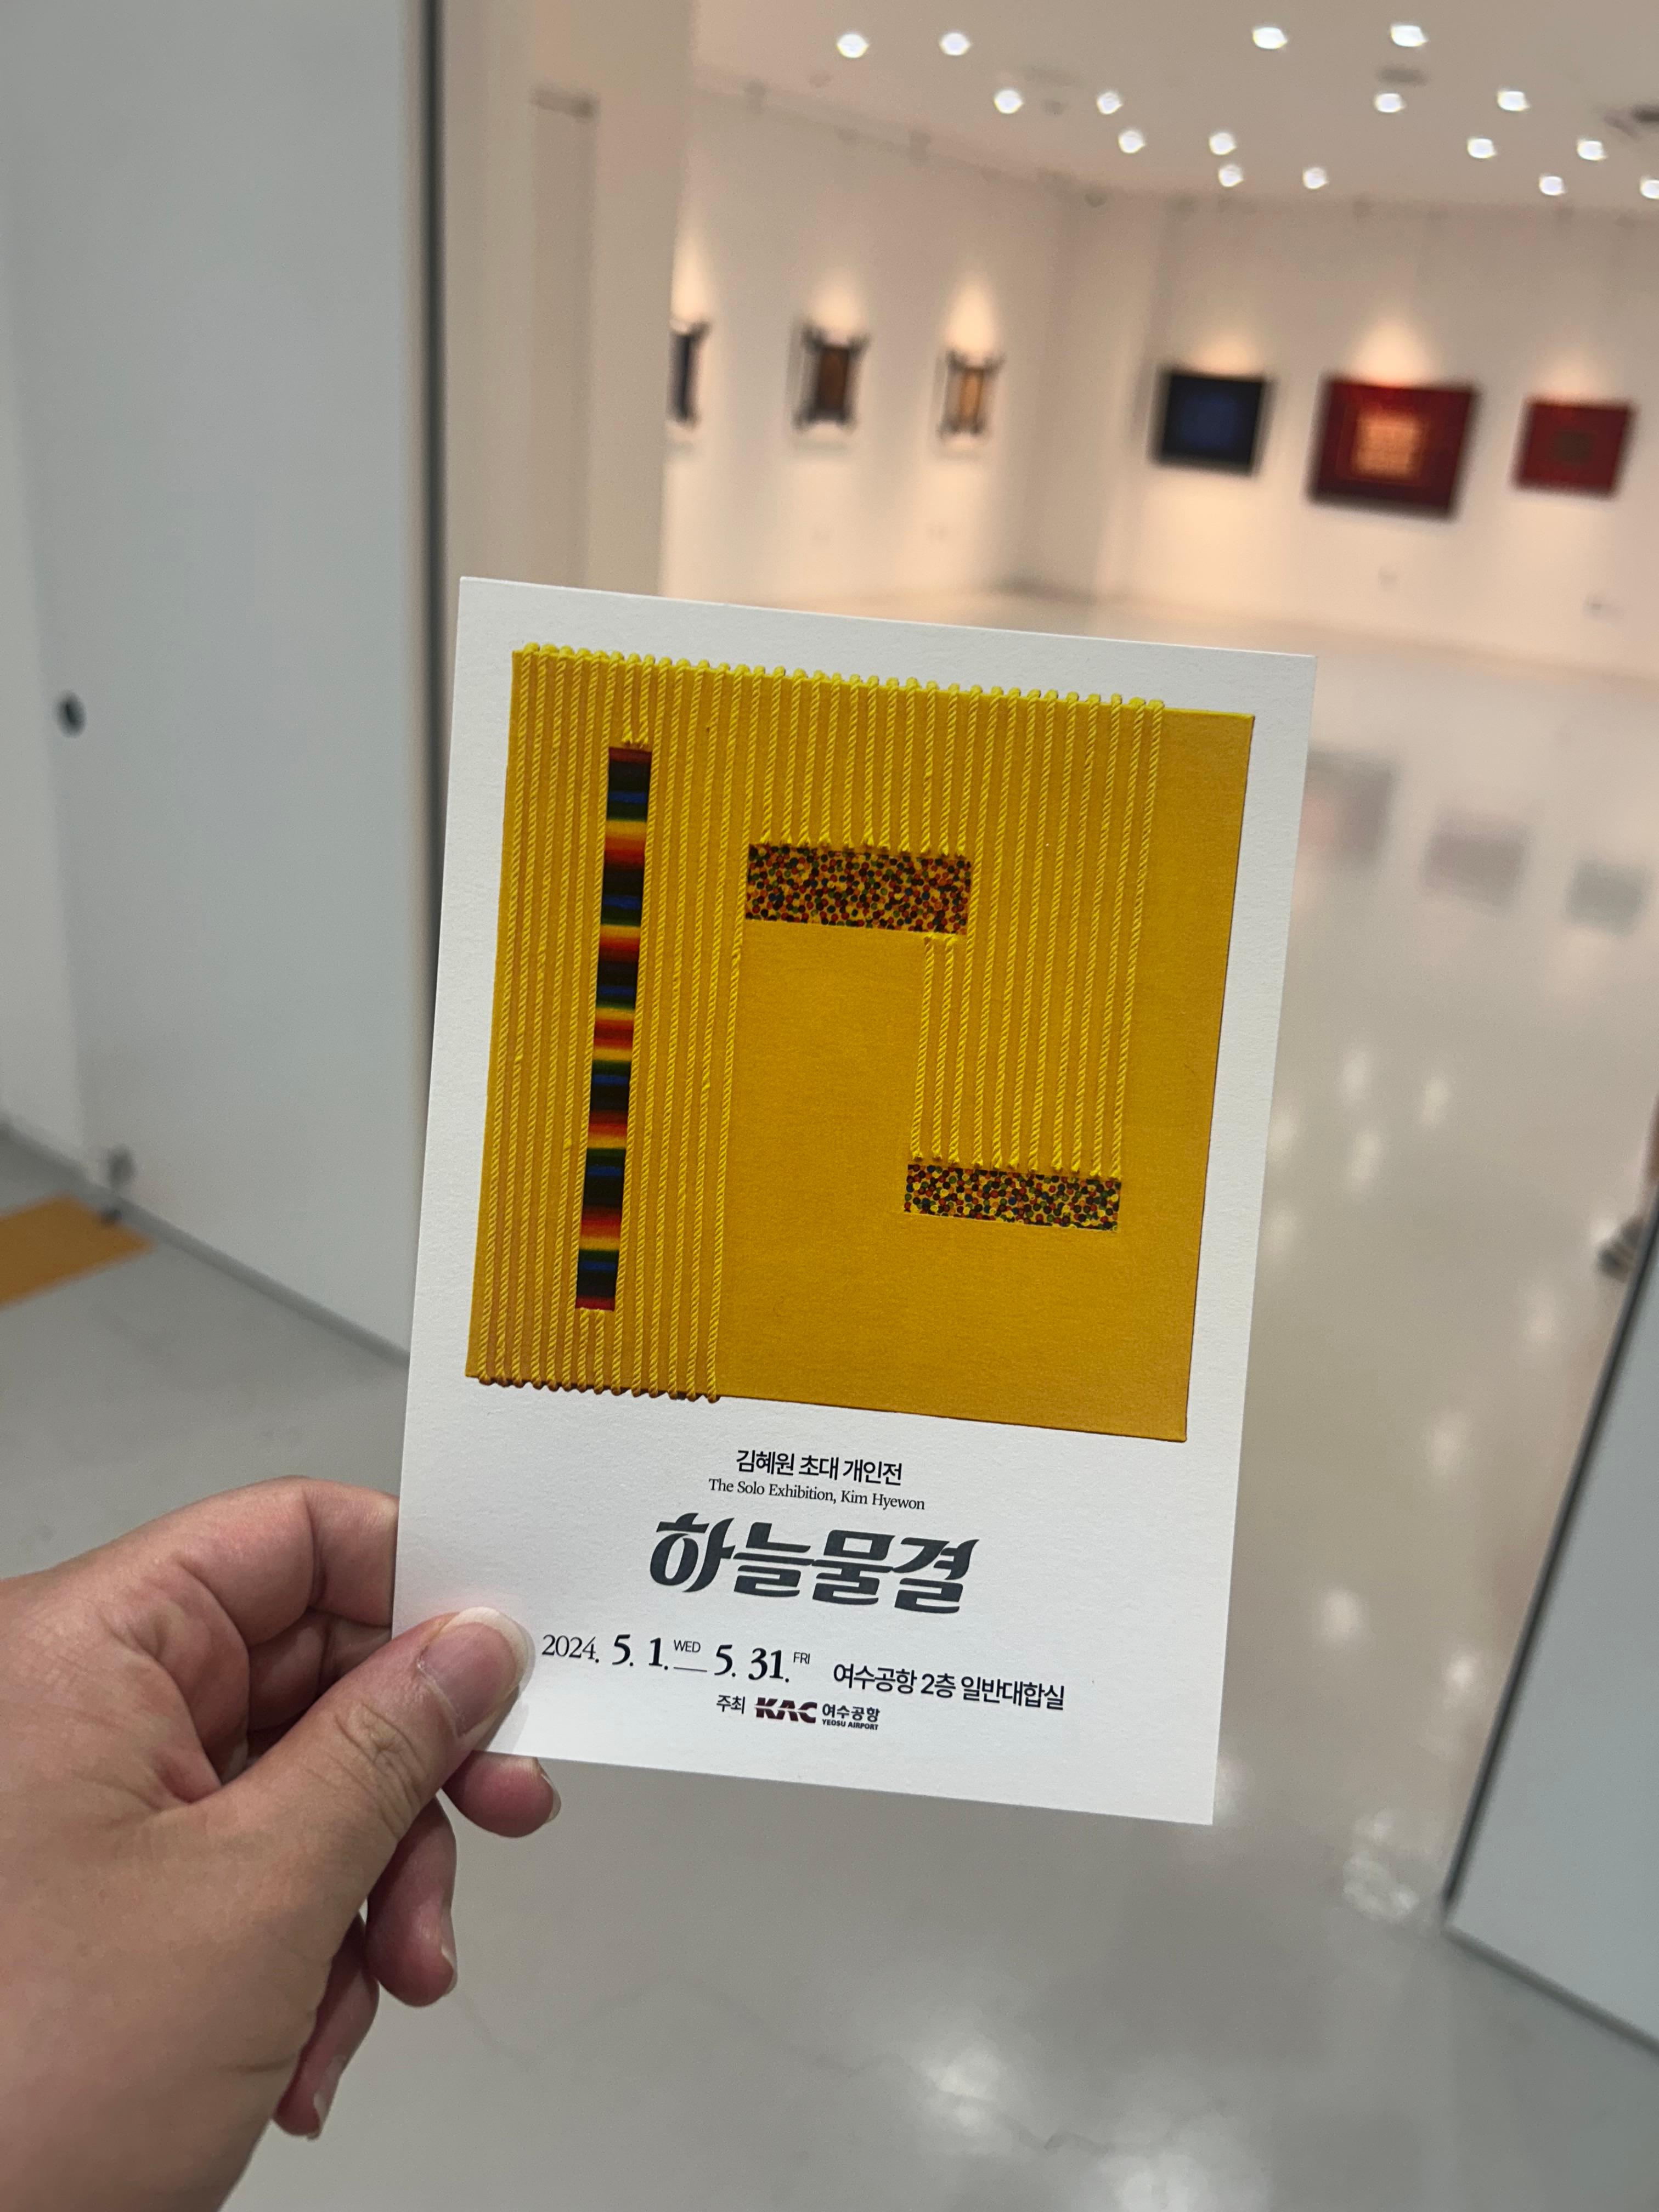 김혜원 초대 개인전
The Solo Exhibition, Kim Hyewon
하늘물결
2024. 5. 1. WED — 5. 31. FRI 여수공항 2층 일반대합실
주최 KAC 여수공항
YEOSU AIRPORT